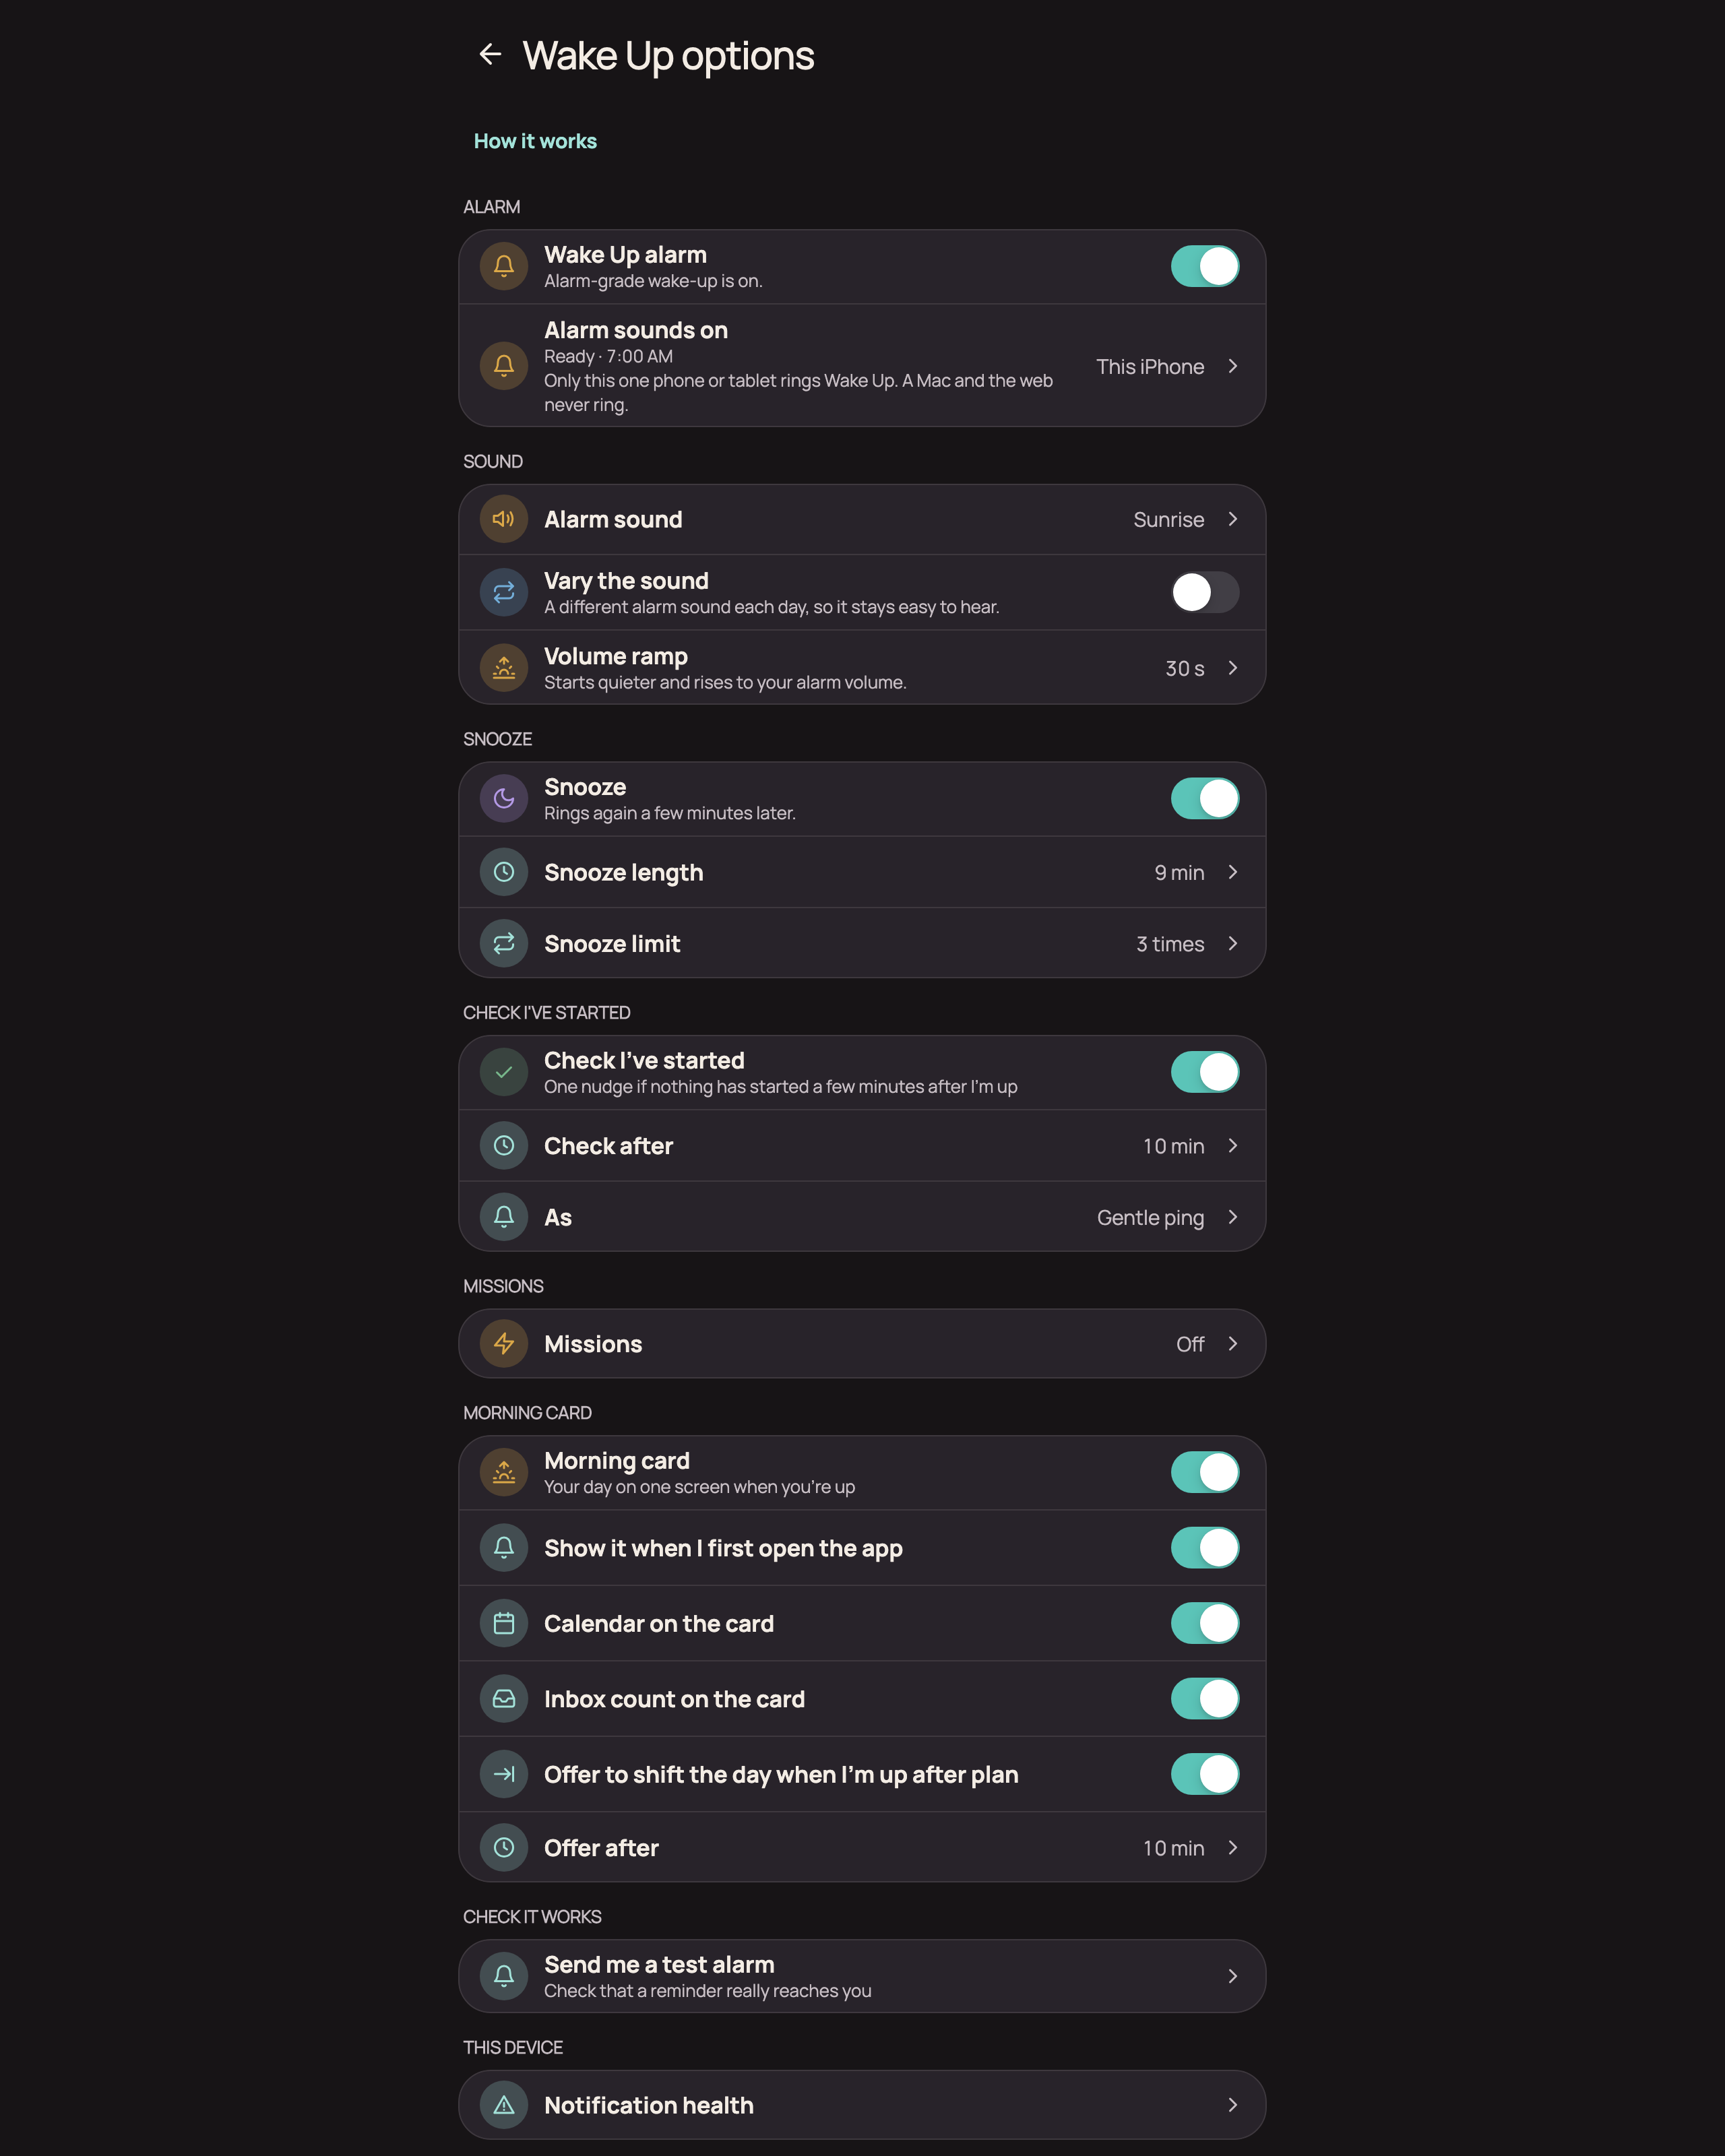 Wake Up options
How it works
ALARM
Wake Up alarm
Alarm-grade wake-up is on.
Alarm sounds on
Ready · 7:00 AM
Only this one phone or tablet rings Wake Up. A Mac and the web
never ring.
This iPhone
SOUND
Alarm sound
Sunrise
Vary the sound
A different alarm sound each day, so it stays easy to hear.
Volume ramp
Starts quieter and rises to your alarm volume.
30 s
SNOOZE
Snooze
Rings again a few minutes later.
Snooze length
9 min
Snooze limit
3 times
CHECK I'VE STARTED
Check I've started
One nudge if nothing has started a few minutes after I'm up
Check after
10 min
As
Gentle ping
MISSIONS
Missions
Off
MORNING CARD
Morning card
Your day on one screen when you're up
Show it when I first open the app
Calendar on the card
Inbox count on the card
Offer to shift the day when I'm up after plan
Offer after
10 min
CHECK IT WORKS
Send me a test alarm
Check that a reminder really reaches you
THIS DEVICE
Notification health